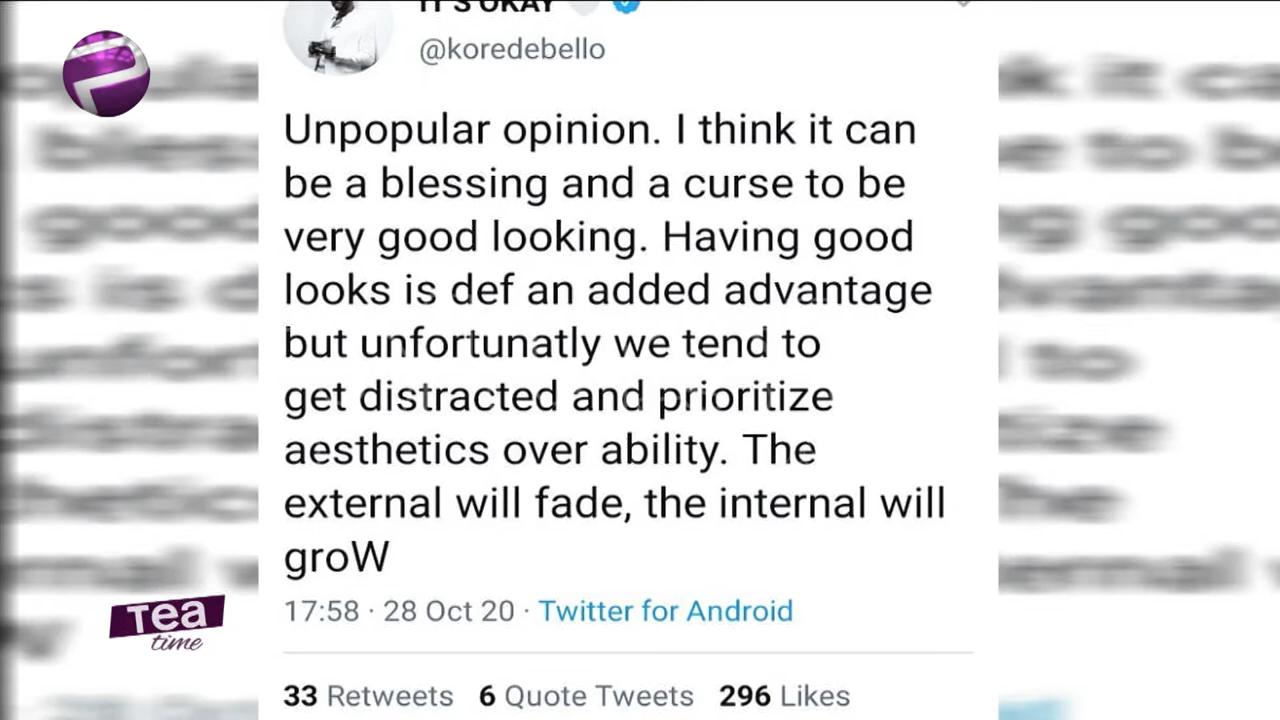 IT'S OKAY
@koredebello
Unpopular opinion. I think it can
be a blessing and a curse to be
very good looking. Having good
looks is def an added advantage
but unfortunatly we tend to
get distracted and prioritize
aesthetics over ability. The
external will fade, the internal will
groW
17:58 · 28 Oct 20 · Twitter for Android
33 Retweets 6 Quote Tweets 296 Likes
Tea
time